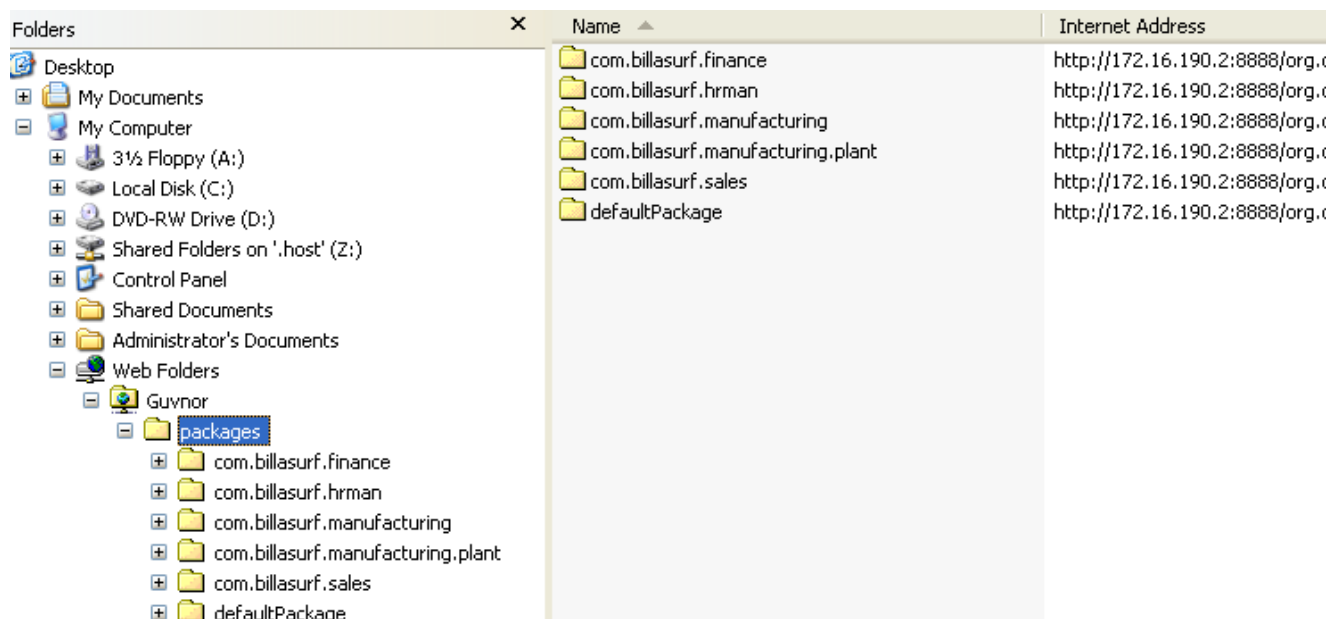 Folders
Desktop
My Documents
My Computer
3½ Floppy (A:)
Local Disk (C:)
DVD-RW Drive (D:)
Shared Folders on '.host' (Z:)
Control Panel
Shared Documents
Administrator's Documents
Web Folders
Guvnor
packages
com.billasurf.finance
com.billasurf.hrman
com.billasurf.manufacturing
com.billasurf.manufacturing.plant
com.billasurf.sales
defaultPackage
Name Internet Address
com.billasurf.finance http://172.16.190.2:8888/org.
com.billasurf.hrman http://172.16.190.2:8888/org.
com.billasurf.manufacturing http://172.16.190.2:8888/org.
com.billasurf.manufacturing.plant http://172.16.190.2:8888/org.
com.billasurf.sales http://172.16.190.2:8888/org.
defaultPackage http://172.16.190.2:8888/org.